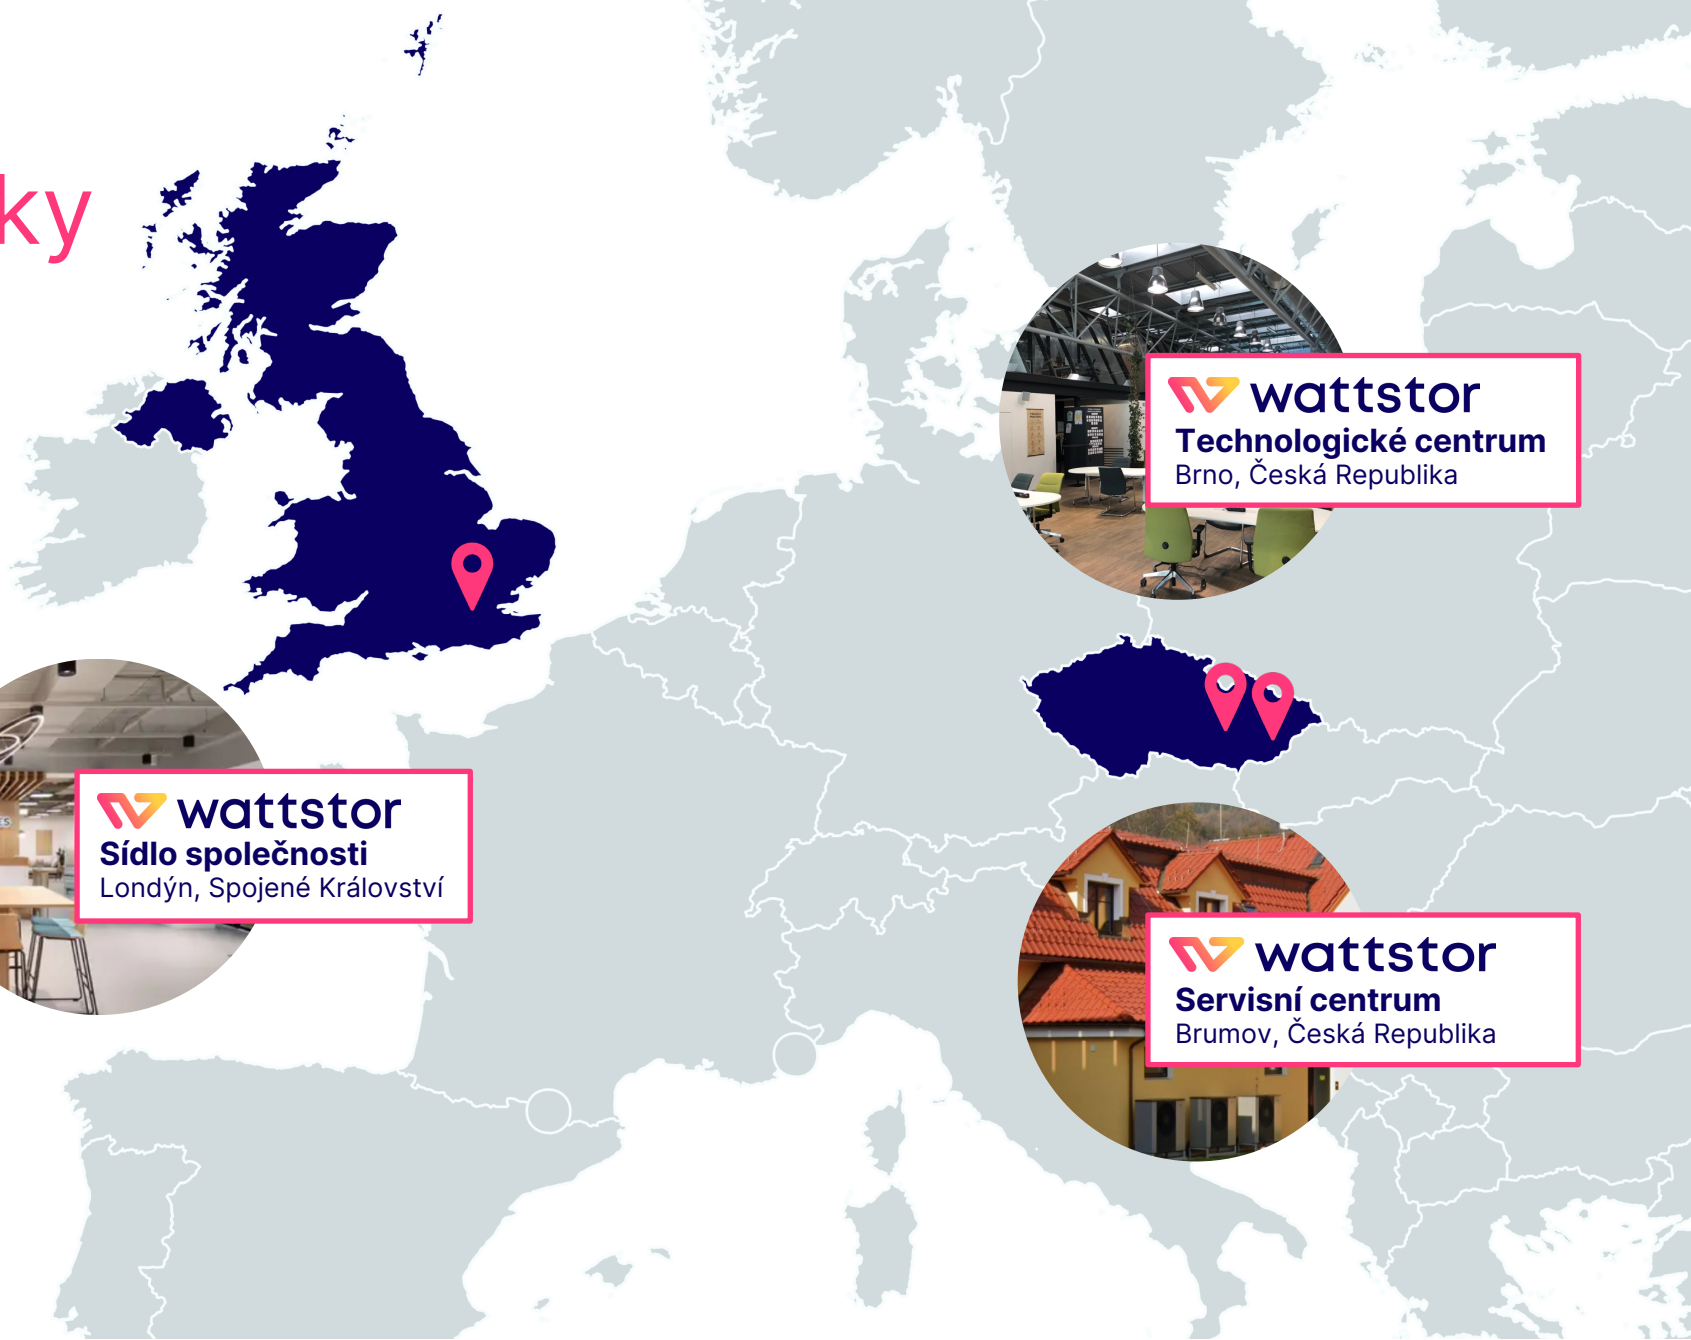 ky
wattstor
Technologické centrum
Brno, Česká Republika
wattstor
Sídlo společnosti
Londýn, Spojené Království
wattstor
Servisní centrum
Brumov, Česká Republika